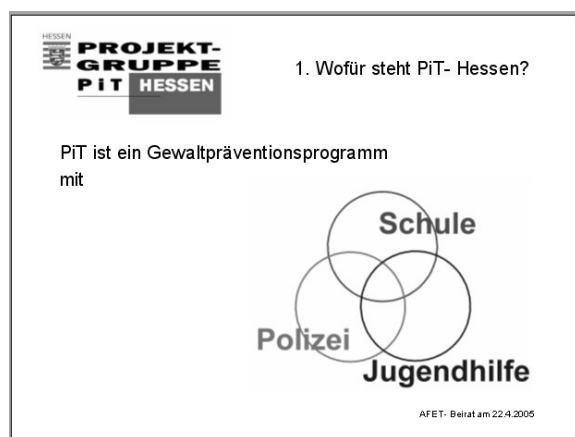 HESSEN
PROJEKT-
GRUPPE
PiT HESSEN
1. Wofür steht PiT- Hessen?
PiT ist ein Gewaltpräventionsprogramm
mit
Schule
Polizei
Jugendhilfe
AFET- Beirat am 22.4.2005